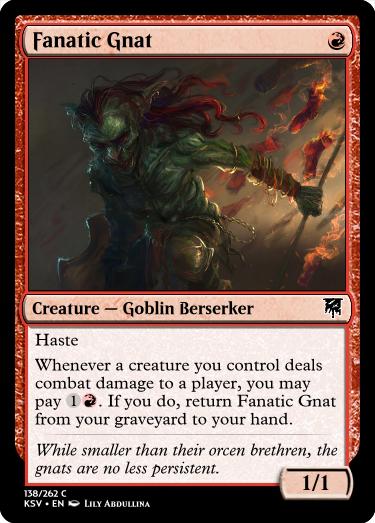 Fanatic Gnat
Creature — Goblin Berserker
Haste
Whenever a creature you control deals
combat damage to a player, you may
pay 1R. If you do, return Fanatic Gnat
from your graveyard to your hand.
While smaller than their orcen brethren, the
gnats are no less persistent.
1/1
138/262 C
KSV • EN Lily Abdullina